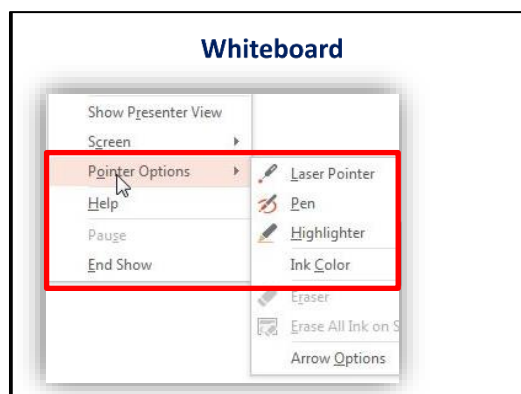 Whiteboard
Show Presenter View
Screen
Pointer Options
Help
Pause
End Show
Laser Pointer
Pen
Highlighter
Ink Color
Eraser
Erase All Ink on S
Arrow Options